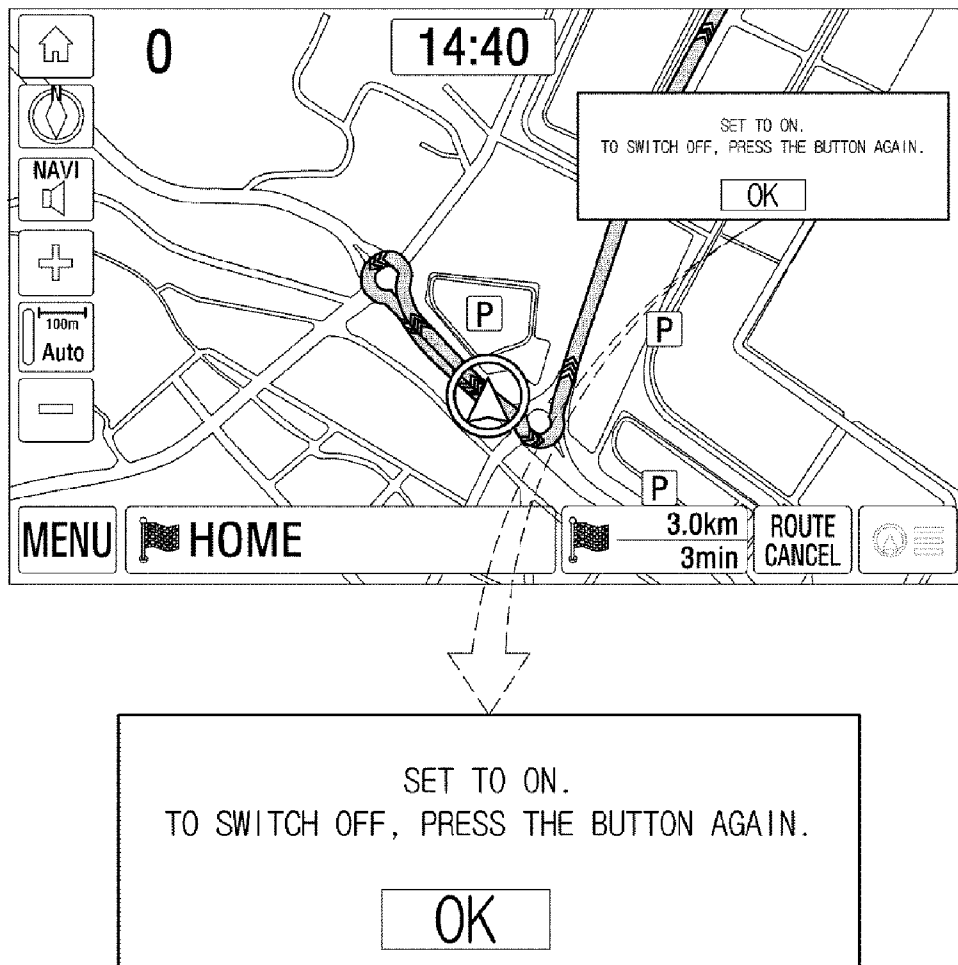 0
14:40
N
NAVI
100m
Auto
SET TO ON.
TO SWITCH OFF, PRESS THE BUTTON AGAIN.
OK
P
P
P
MENU
HOME
3.0km
3min
ROUTE
CANCEL
SET TO ON.
TO SWITCH OFF, PRESS THE BUTTON AGAIN.
OK